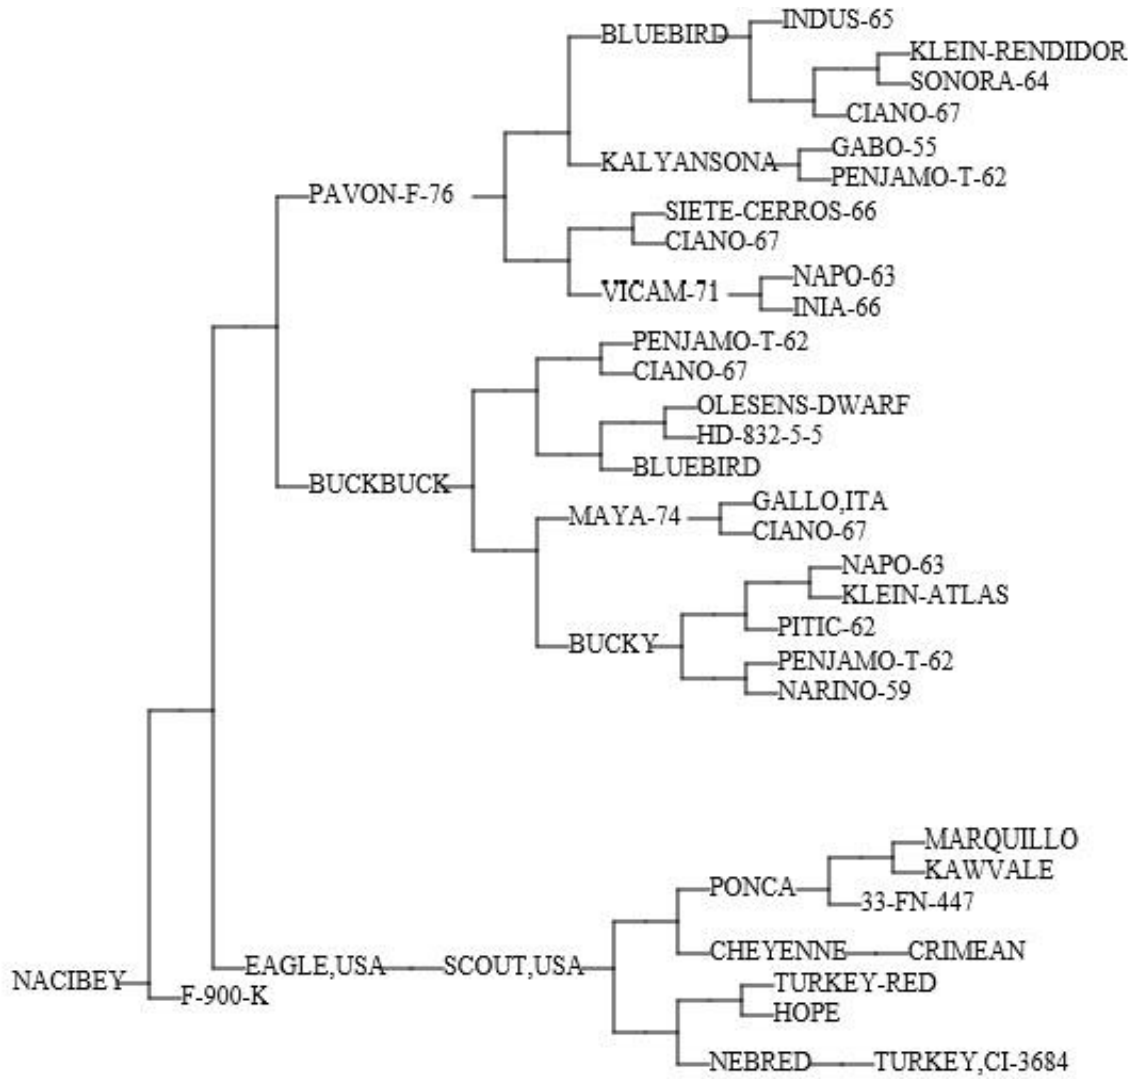 INDUS-65
BLUEBIRD
KLEIN-RENDIDOR
SONORA-64
CIANO-67
GABO-55
KALYANSONA
PENJAMO-T-62
PAVON-F-76
SIETE-CERROS-66
CIANO-67
NAPO-63
VICAM-71
INIA-66
PENJAMO-T-62
CIANO-67
OLESENS-DWARF
HD-832-5-5
BLUEBIRD
BUCKBUCK
GALLO,ITA
MAYA-74
CIANO-67
NAPO-63
KLEIN-ATLAS
PITIC-62
BUCKY
PENJAMO-T-62
NARINO-59
MARQUILLO
KAWVALE
PONCA
33-FN-447
CHEYENNE CRIMEAN
EAGLE,USA SCOUT,USA
NACIBEY
TURKEY-RED
F-900-K
HOPE
NEBRED TURKEY,CI-3684